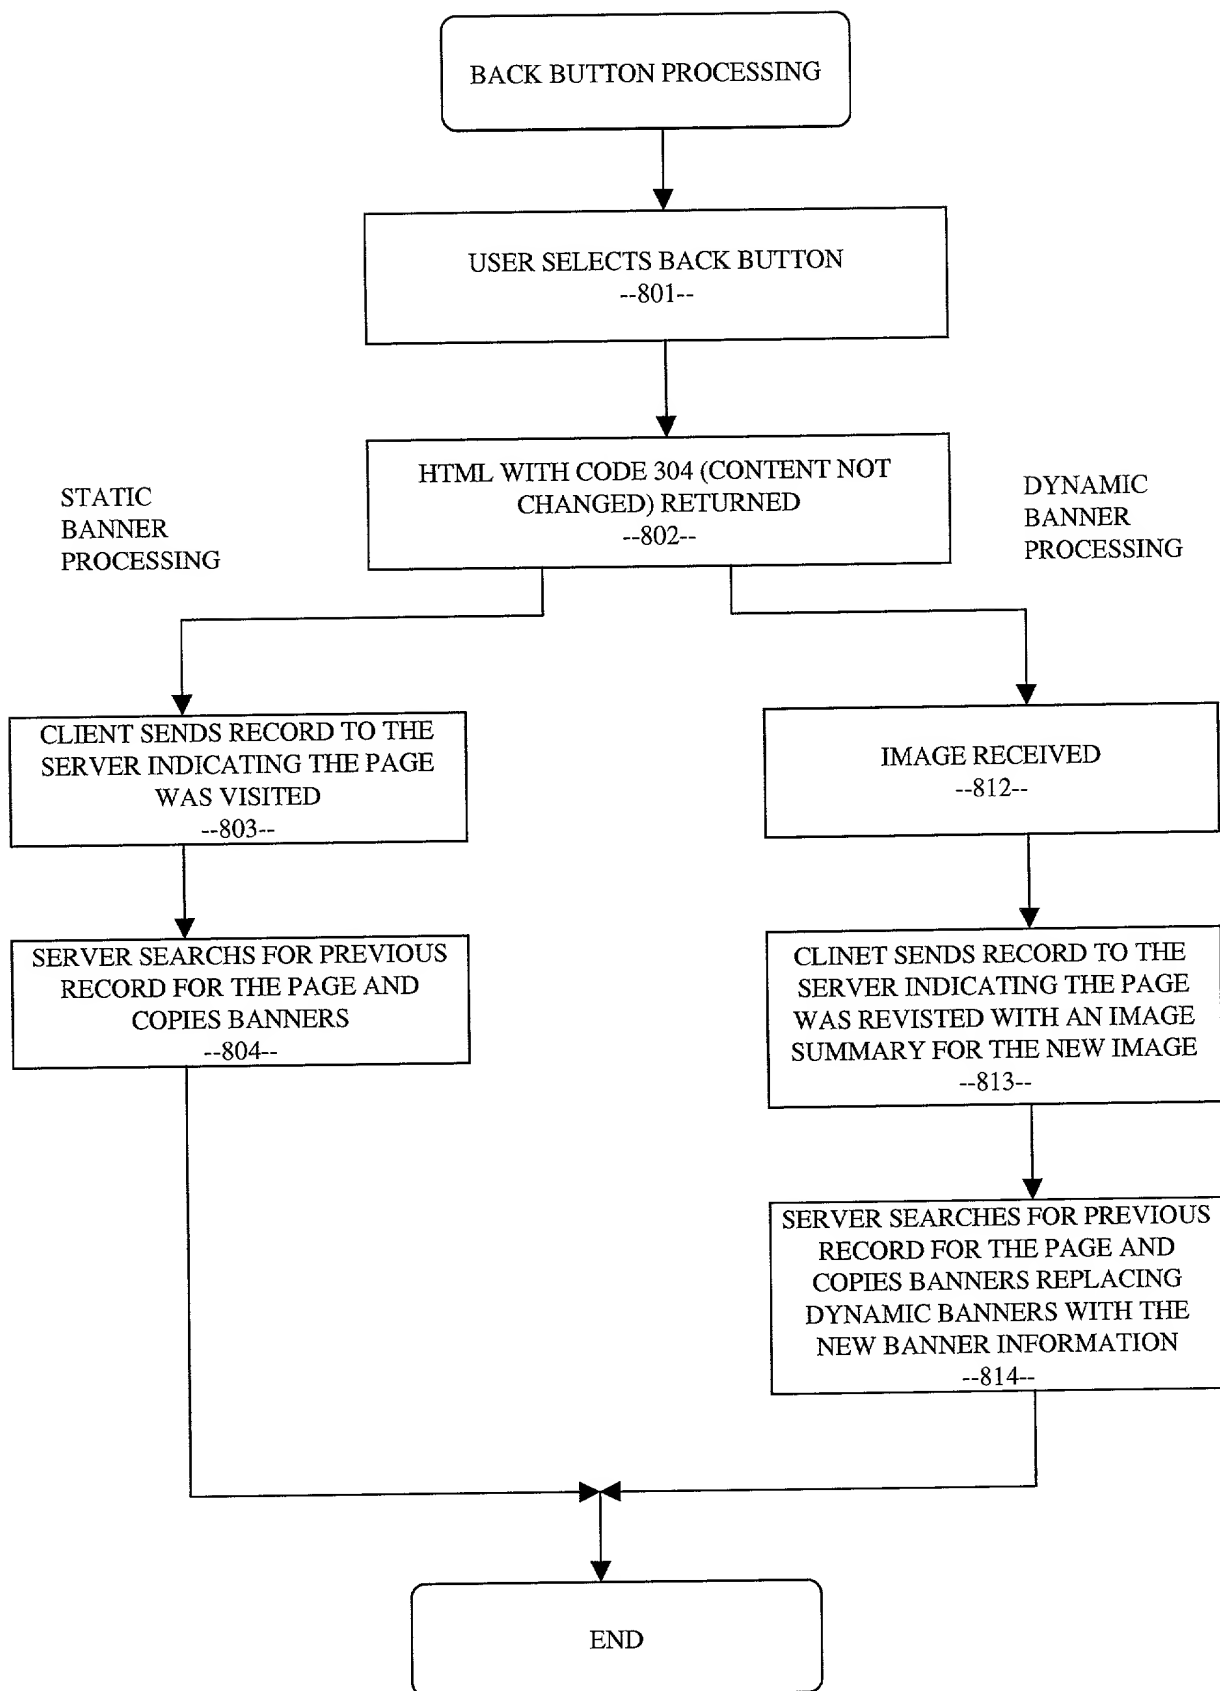 BACK BUTTON PROCESSING
USER SELECTS BACK BUTTON
--801--
HTML WITH CODE 304 (CONTENT NOT
CHANGED) RETURNED
--802--
STATIC
BANNER
PROCESSING
DYNAMIC
BANNER
PROCESSING
CLIENT SENDS RECORD TO THE
SERVER INDICATING THE PAGE
WAS VISITED
--803--
SERVER SEARCHS FOR PREVIOUS
RECORD FOR THE PAGE AND
COPIES BANNERS
--804--
IMAGE RECEIVED
--812--
CLINET SENDS RECORD TO THE
SERVER INDICATING THE PAGE
WAS REVISTED WITH AN IMAGE
SUMMARY FOR THE NEW IMAGE
--813--
SERVER SEARCHES FOR PREVIOUS
RECORD FOR THE PAGE AND
COPIES BANNERS REPLACING
DYNAMIC BANNERS WITH THE
NEW BANNER INFORMATION
--814--
END